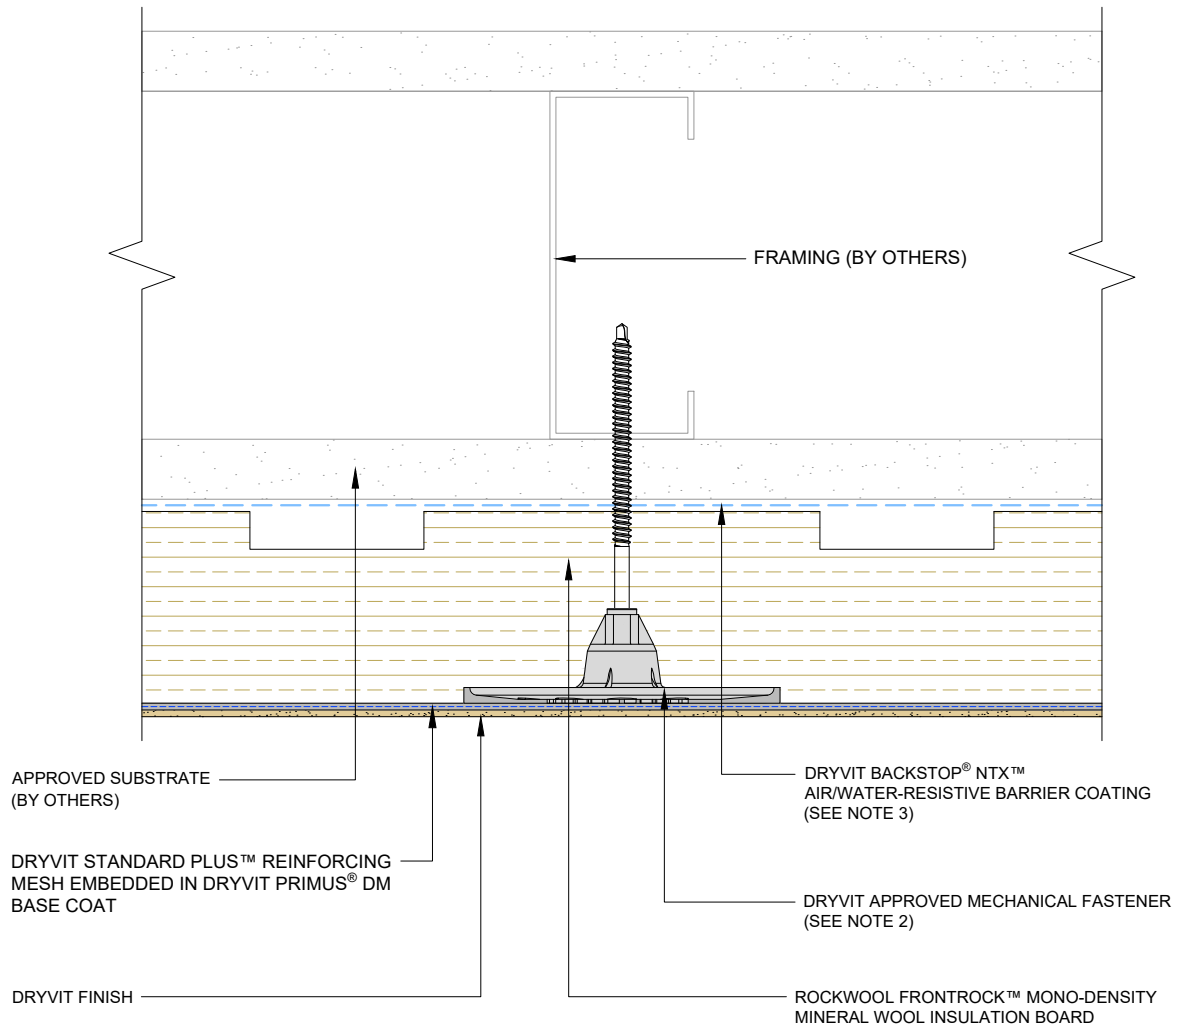 FRAMING (BY OTHERS)
APPROVED SUBSTRATE
(BY OTHERS)
DRYVIT STANDARD PLUS™ REINFORCING
MESH EMBEDDED IN DRYVIT PRIMUS® DM
BASE COAT
DRYVIT FINISH
DRYVIT BACKSTOP® NTX™
AIR/WATER-RESISTIVE BARRIER COATING
(SEE NOTE 3)
DRYVIT APPROVED MECHANICAL FASTENER
(SEE NOTE 2)
ROCKWOOL FRONTROCK™ MONO-DENSITY
MINERAL WOOL INSULATION BOARD